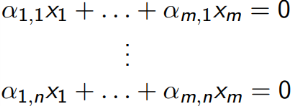 α₁,₁x₁ + … + αₘ,₁xₘ = 0
⋮
α₁,ₙx₁ + … + αₘ,ₙxₘ = 0